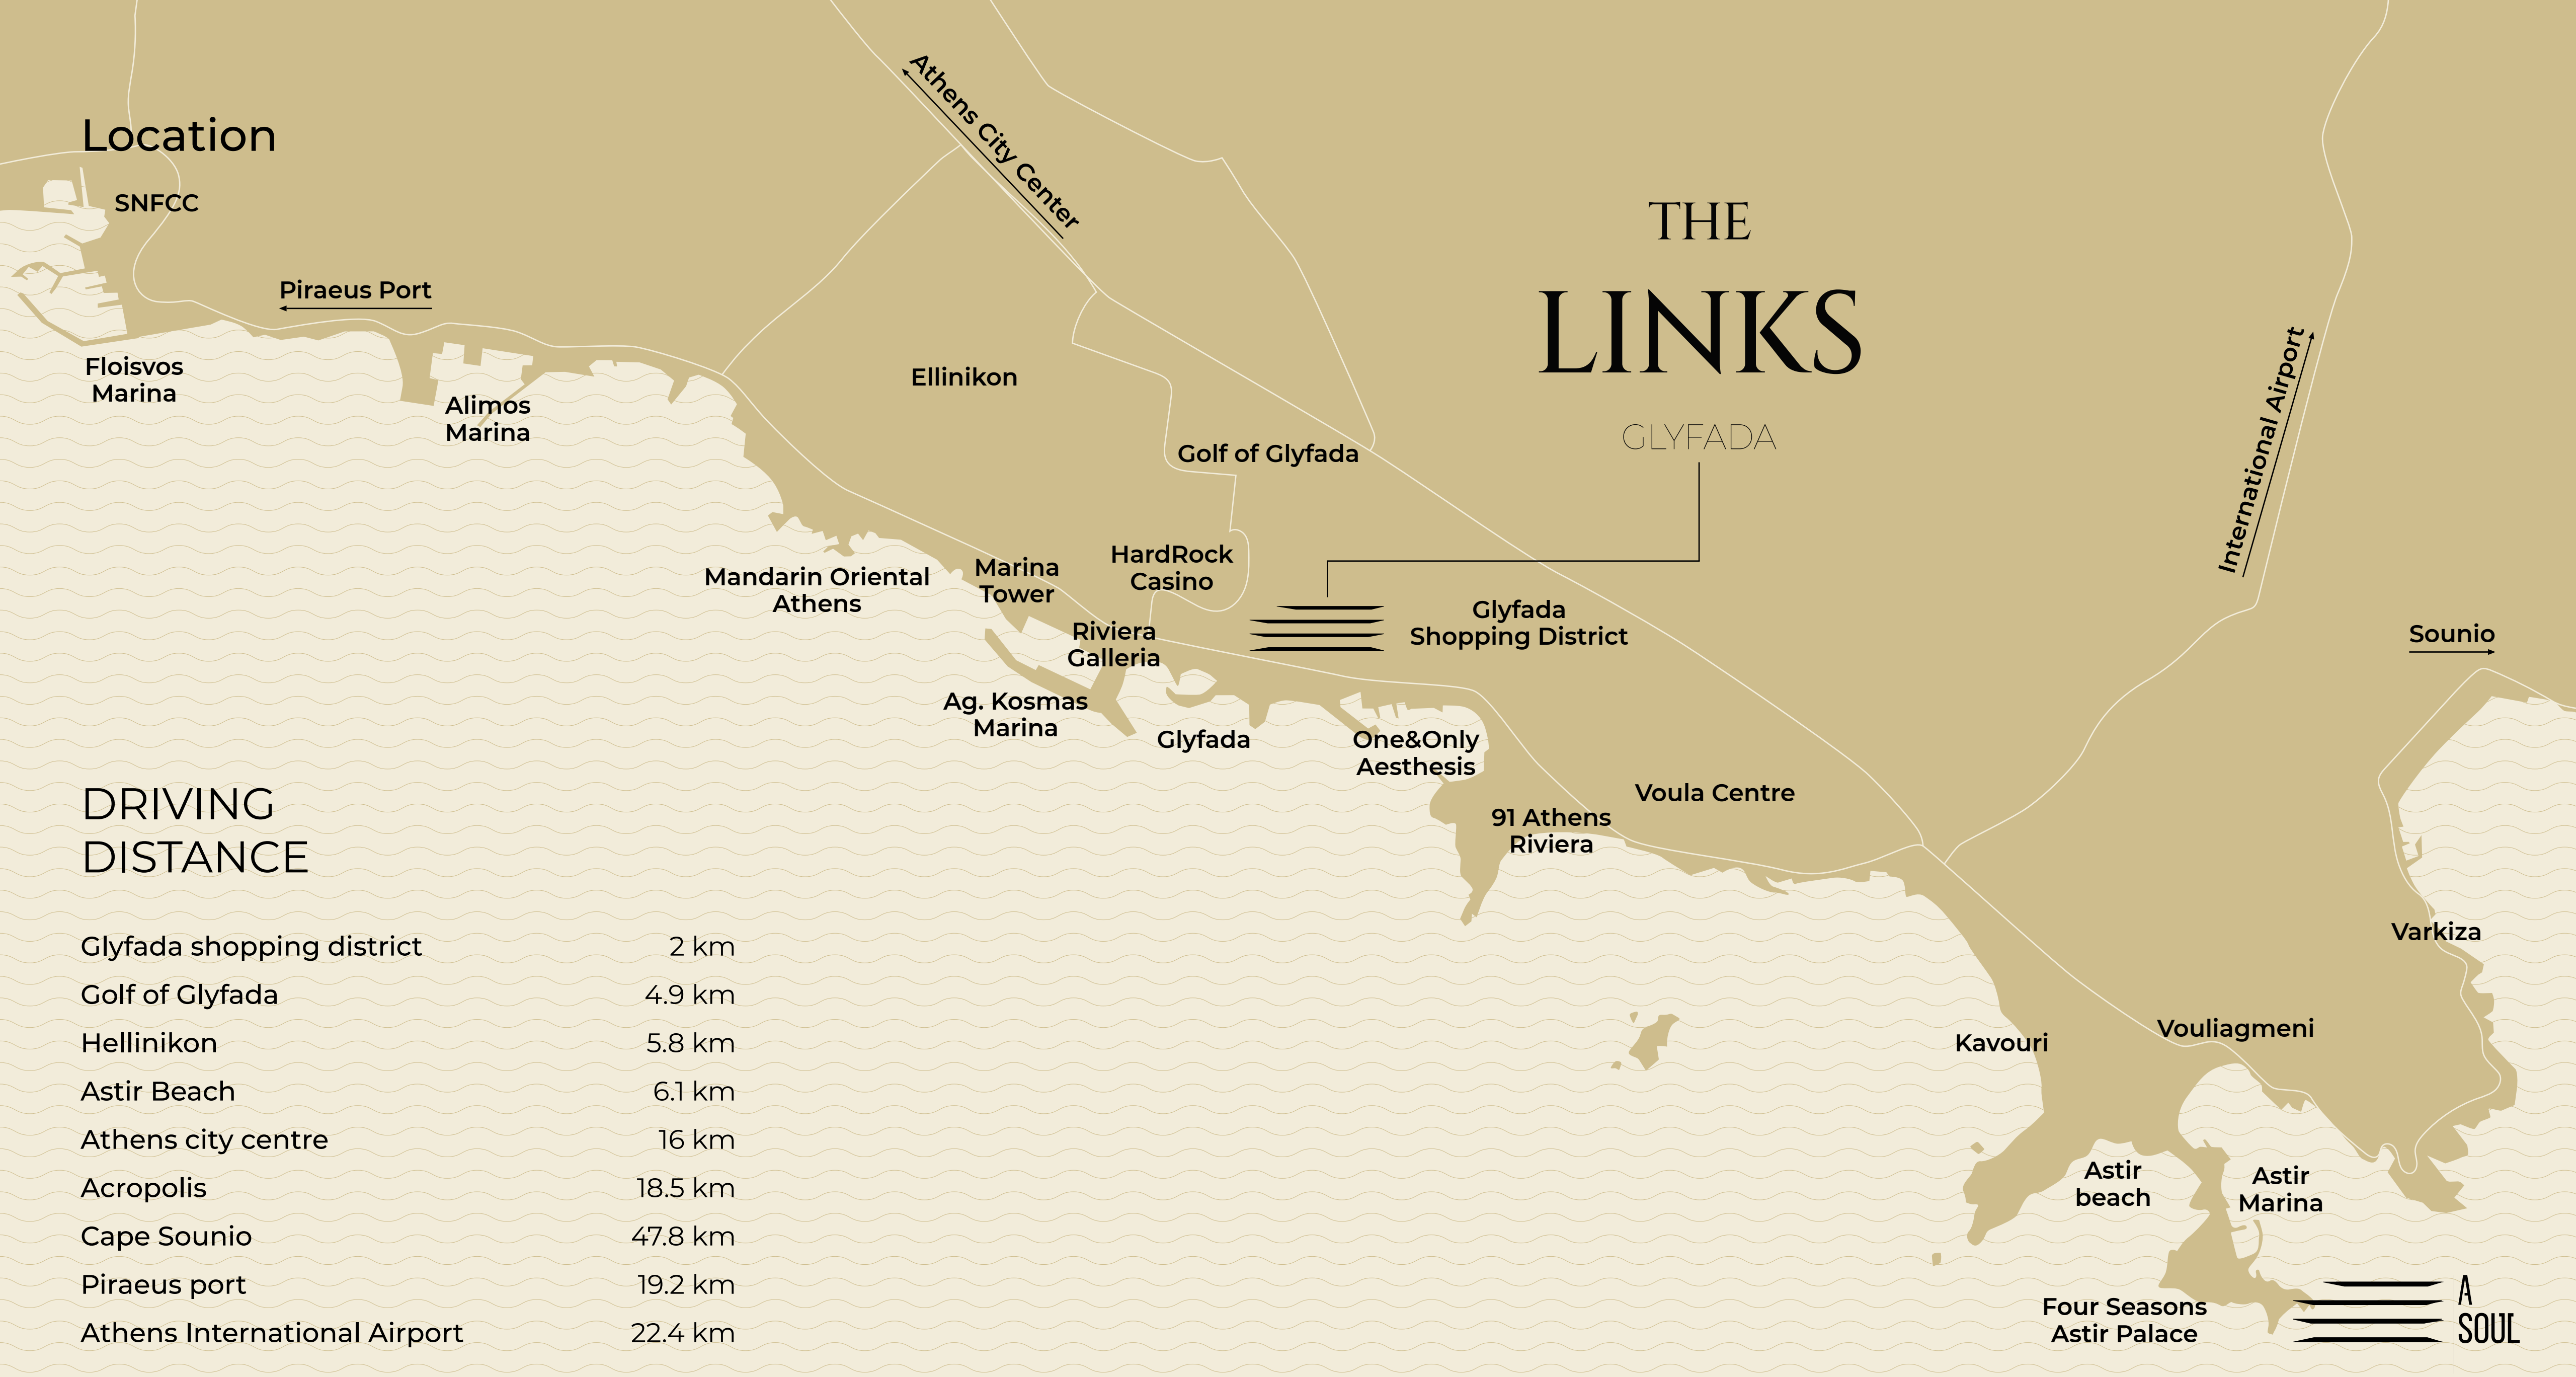 Location
SNFCC
Piraeus Port
Floisvos
Marina
Alimos
Marina
Athens City Center
Ellinikon
Golf of Glyfada
THE
LINKS
GLYFADA
International Airport
Mandarin Oriental
Athens
Marina
Tower
HardRock
Casino
Riviera
Galleria
Glyfada
Shopping District
Sounio
Ag. Kosmas
Marina
Glyfada
One&Only
Aesthesis
91 Athens
Riviera
Voula Centre
Varkiza
Kavouri
Vouliagmeni
Astir
beach
Astir
Marina
Four Seasons
Astir Palace
DRIVING
DISTANCE
Glyfada shopping district 2 km
Golf of Glyfada 4.9 km
Hellinikon 5.8 km
Astir Beach 6.1 km
Athens city centre 16 km
Acropolis 18.5 km
Cape Sounio 47.8 km
Piraeus port 19.2 km
Athens International Airport 22.4 km
A
SOUL